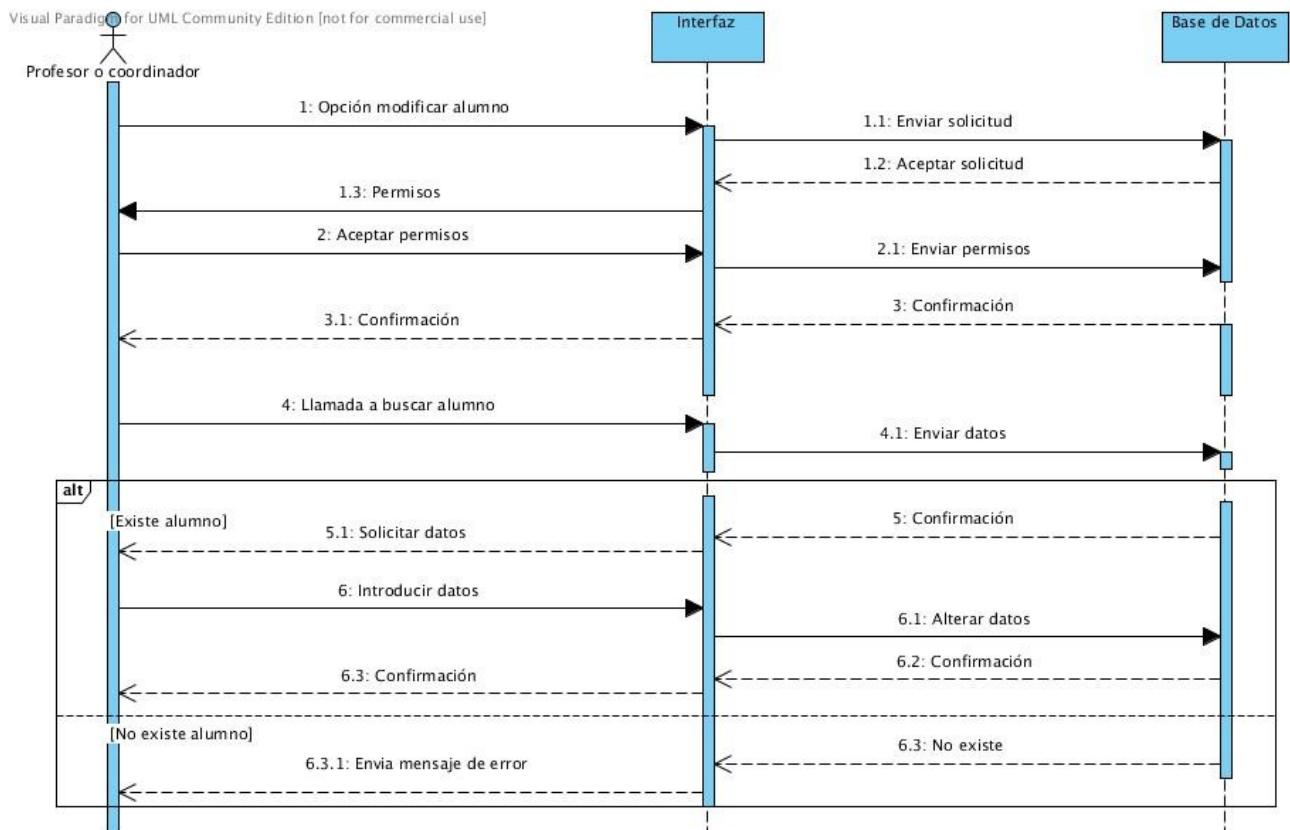 Visual Paradigm for UML Community Edition [not for commercial use]
Interfaz
Base de Datos
Profesor o coordinador
1: Opción modificar alumno
1.1: Enviar solicitud
1.2: Aceptar solicitud
1.3: Permisos
2: Aceptar permisos
2.1: Enviar permisos
3: Confirmación
3.1: Confirmación
4: Llamada a buscar alumno
4.1: Enviar datos
alt
[Existe alumno]
5: Confirmación
5.1: Solicitar datos
6: Introducir datos
6.1: Alterar datos
6.2: Confirmación
6.3: Confirmación
[No existe alumno]
6.3: No existe
6.3.1: Envia mensaje de error